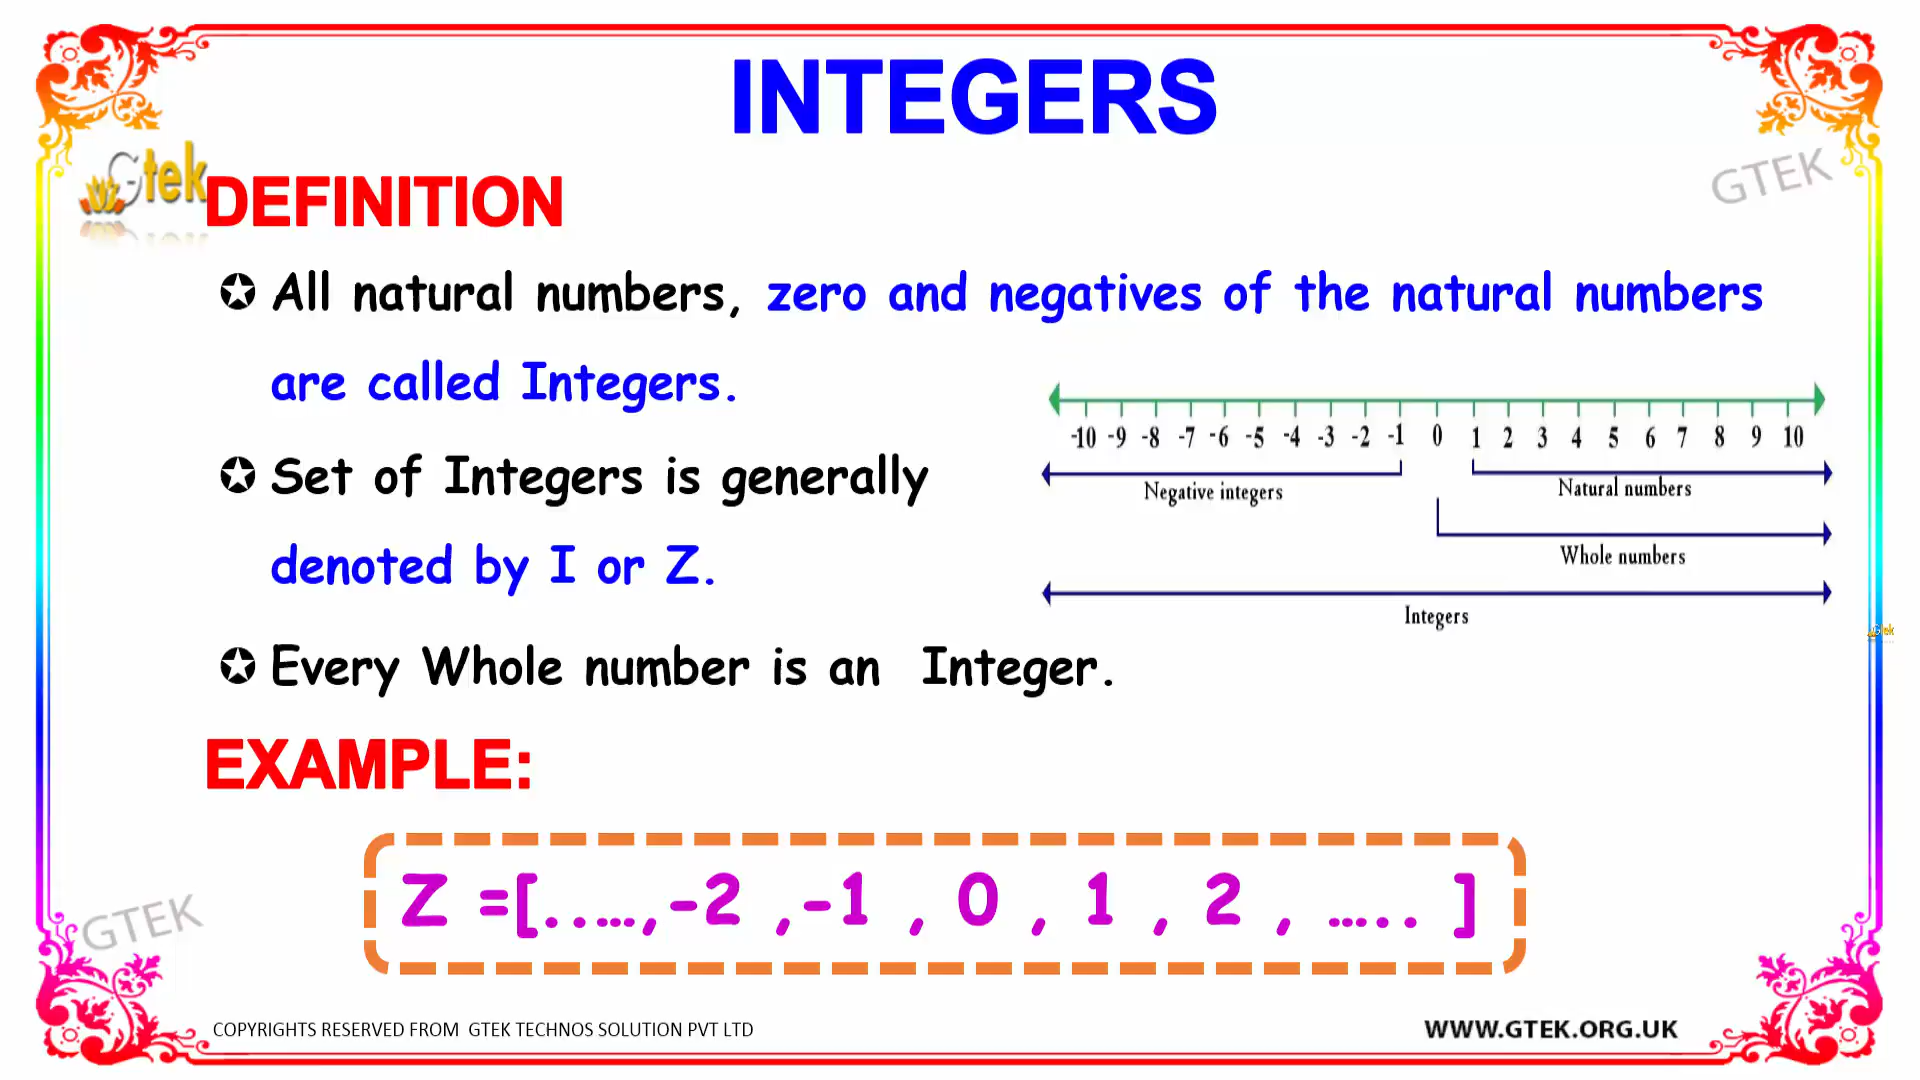 INTEGERS
Gtek
GTEK
DEFINITION
✪ All natural numbers, zero and negatives of the natural numbers
are called Integers.
-10 -9 -8 -7 -6 -5 -4 -3 -2 -1 0 1 2 3 4 5 6 7 8 9 10
✪ Set of Integers is generally
Negative integers Natural numbers
denoted by I or Z.
Whole numbers
Integers
Gtek
✪ Every Whole number is an Integer.
EXAMPLE:
Z =[.....,-2 ,-1 , 0 , 1 , 2 , ..... ]
GTEK
COPYRIGHTS RESERVED FROM GTEK TECHNOS SOLUTION PVT LTD
WWW.GTEK.ORG.UK